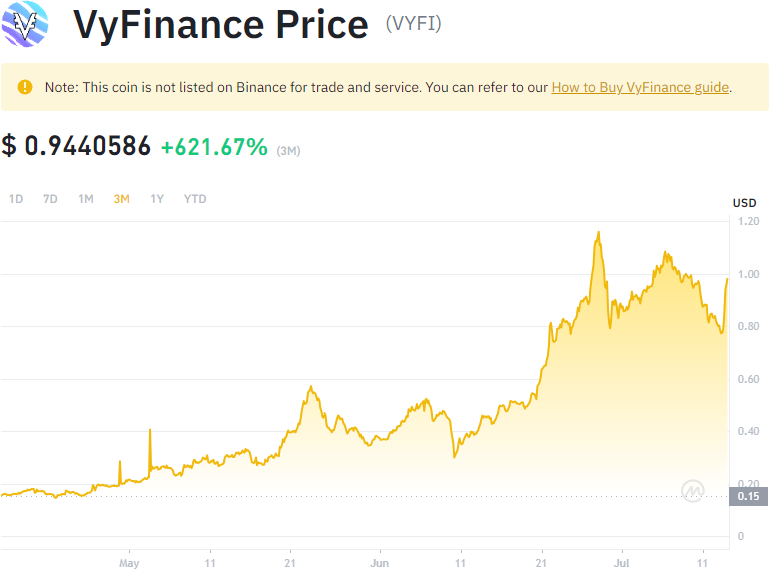 VyFinance Price (VYFI)
Note: This coin is not listed on Binance for trade and service. You can refer to our How to Buy VyFinance guide.
$ 0.9440586 +621.67% (3M)
1D 7D 1M 3M 1Y YTD
USD
1.20
1.00
0.80
0.60
0.40
0.20
0.15
0
May 11 21 Jun 11 21 Jul 11